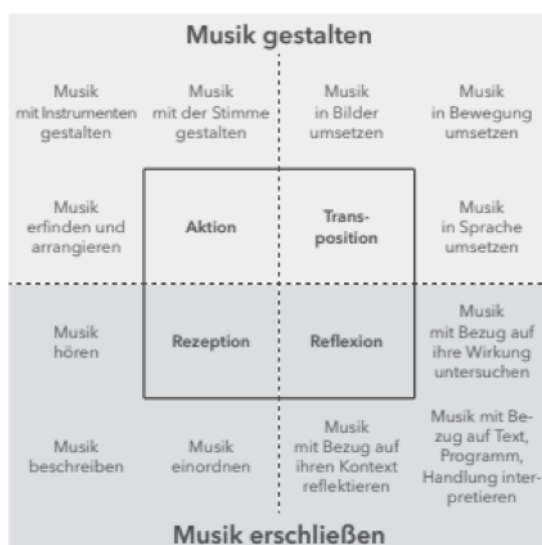 Musik gestalten
Musik
mit Instrumenten
gestalten
Musik
mit der Stimme
gestalten
Musik
in Bilder
umsetzen
Musik
in Bewegung
umsetzen
Musik
erfinden und
arrangieren
Aktion
Trans-
position
Musik
in Sprache
umsetzen
Musik
hören
Rezeption
Reflexion
Musik
mit Bezug auf
ihre Wirkung
untersuchen
Musik
beschreiben
Musik
einordnen
Musik
mit Bezug auf
ihren Kontext
reflektieren
Musik mit Be-
zug auf Text,
Programm,
Handlung inter-
pretieren
Musik erschließen